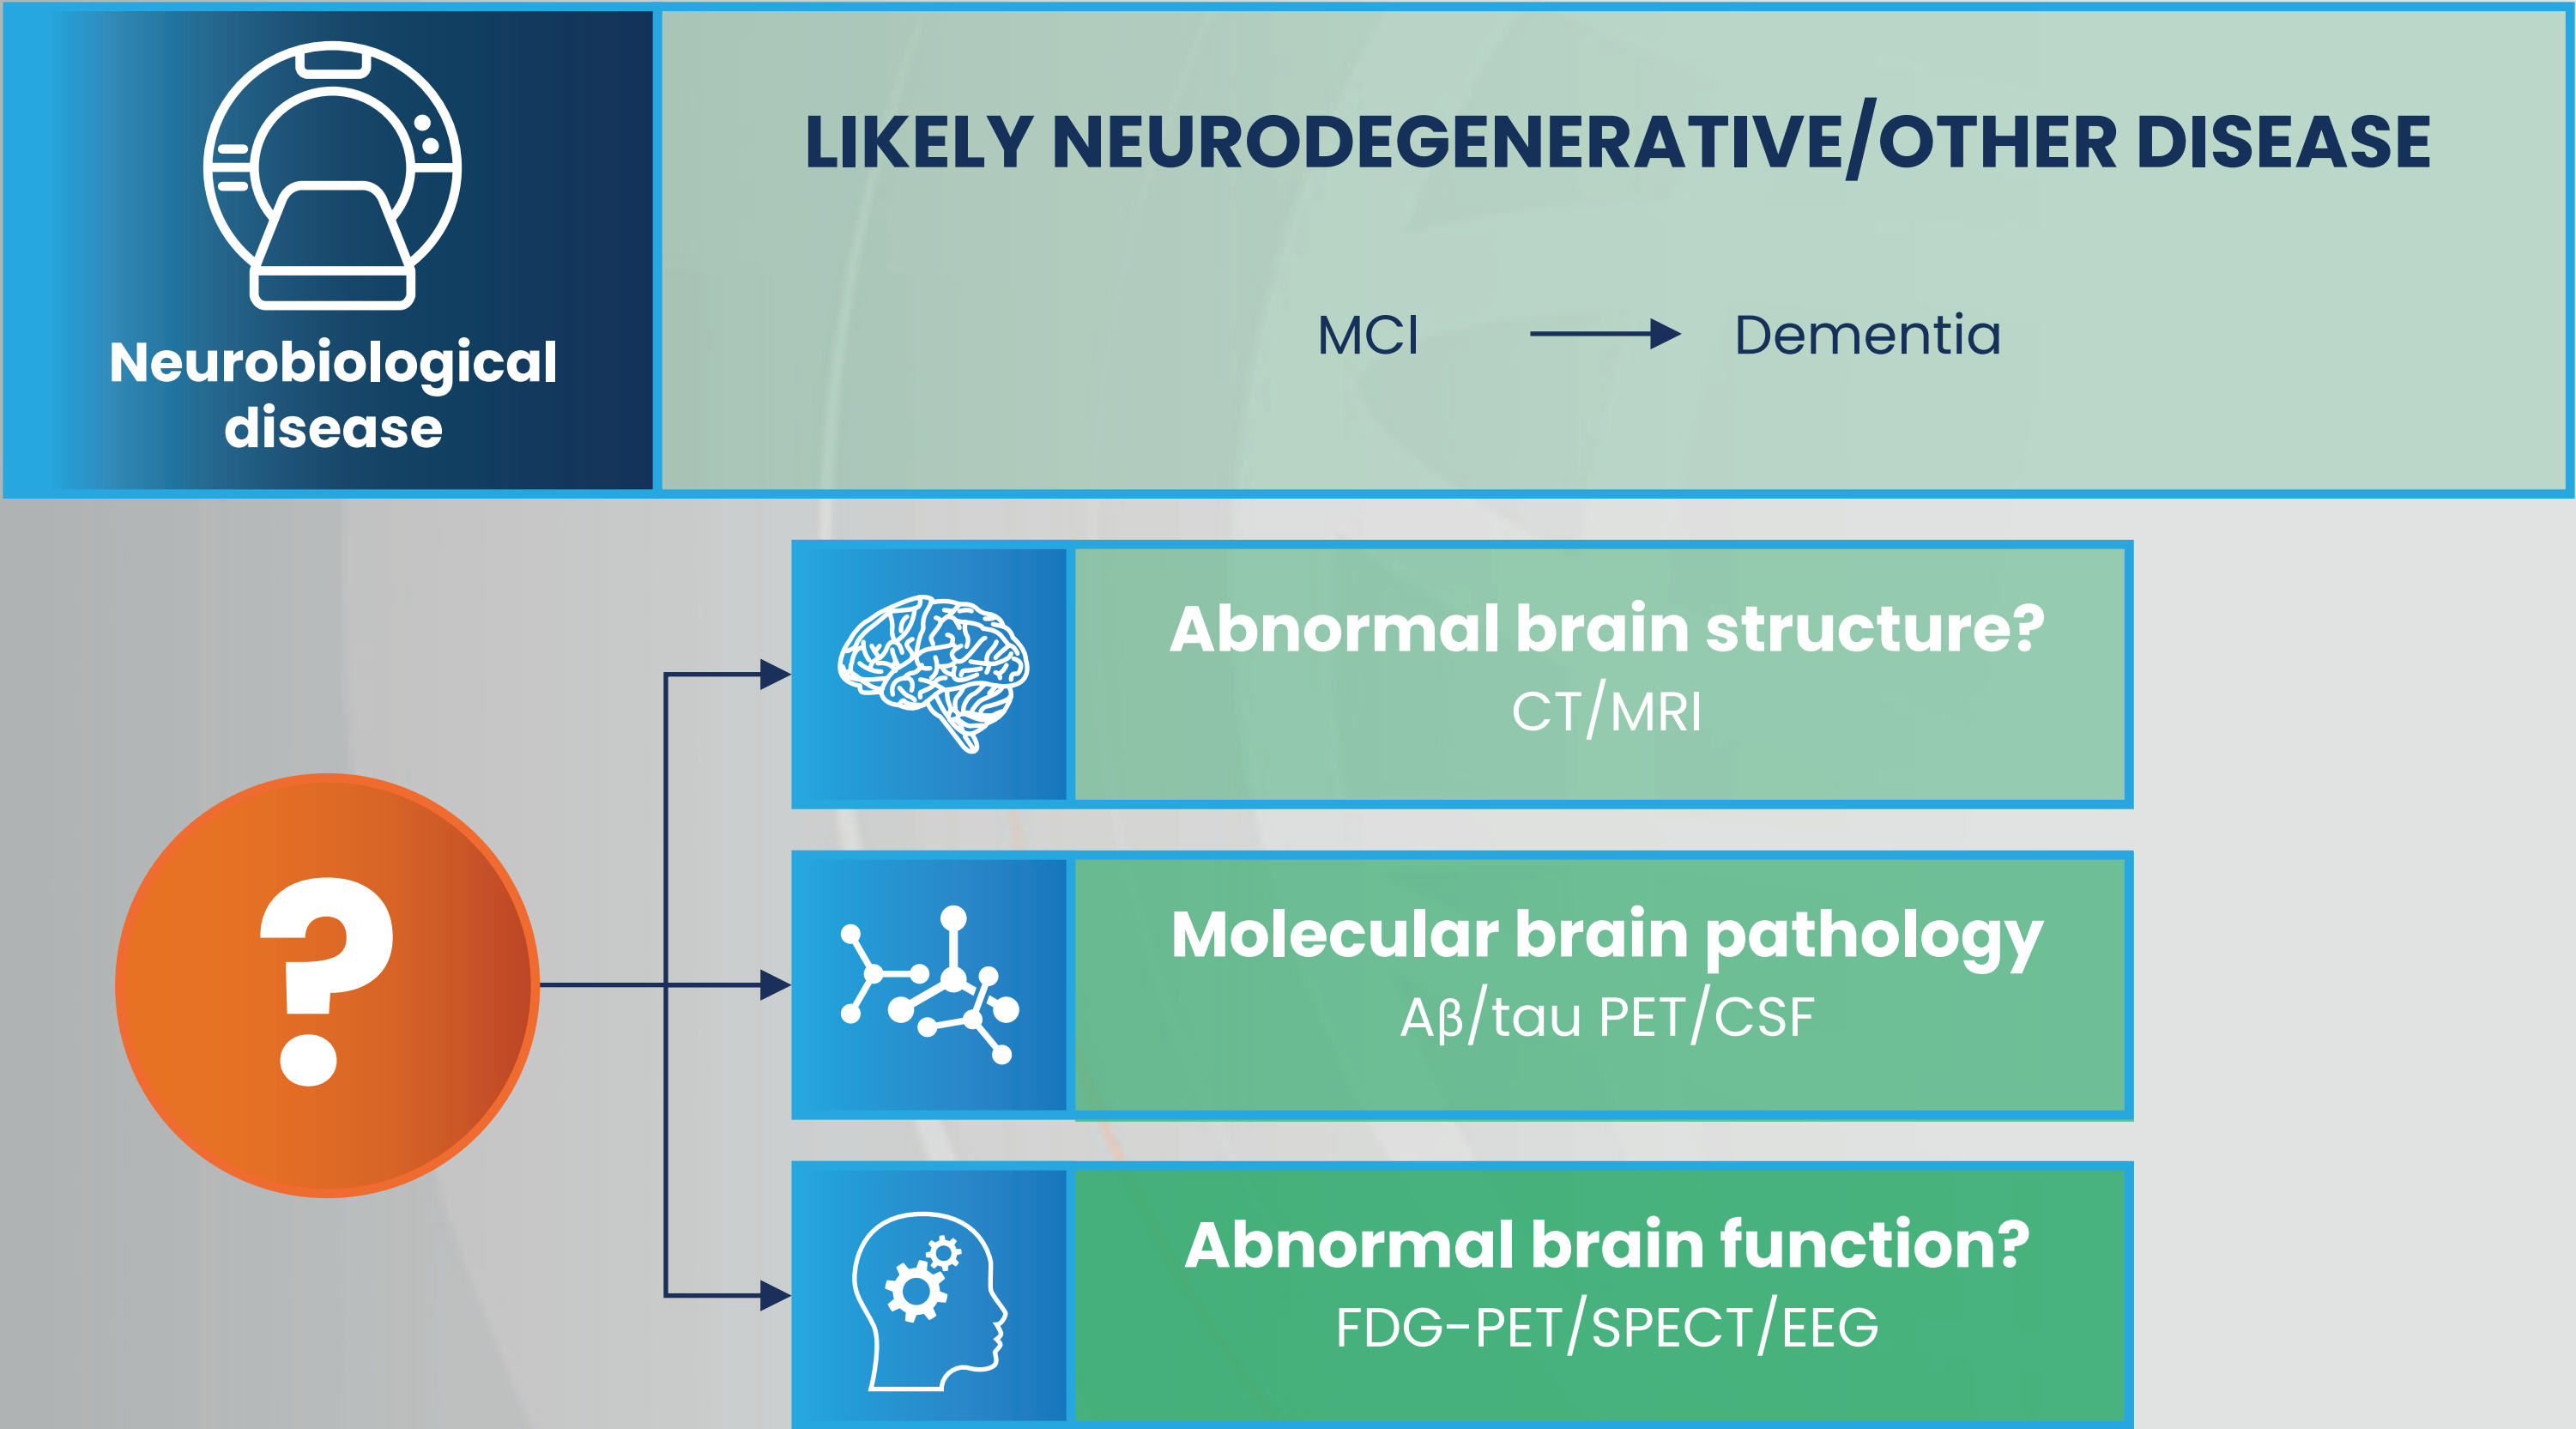 Neurobiological
disease
LIKELY NEURODEGENERATIVE/OTHER DISEASE
MCI
Dementia
?
Abnormal brain structure?
CT/MRI
Molecular brain pathology
Aβ/tau PET/CSF
Abnormal brain function?
FDG-PET/SPECT/EEG